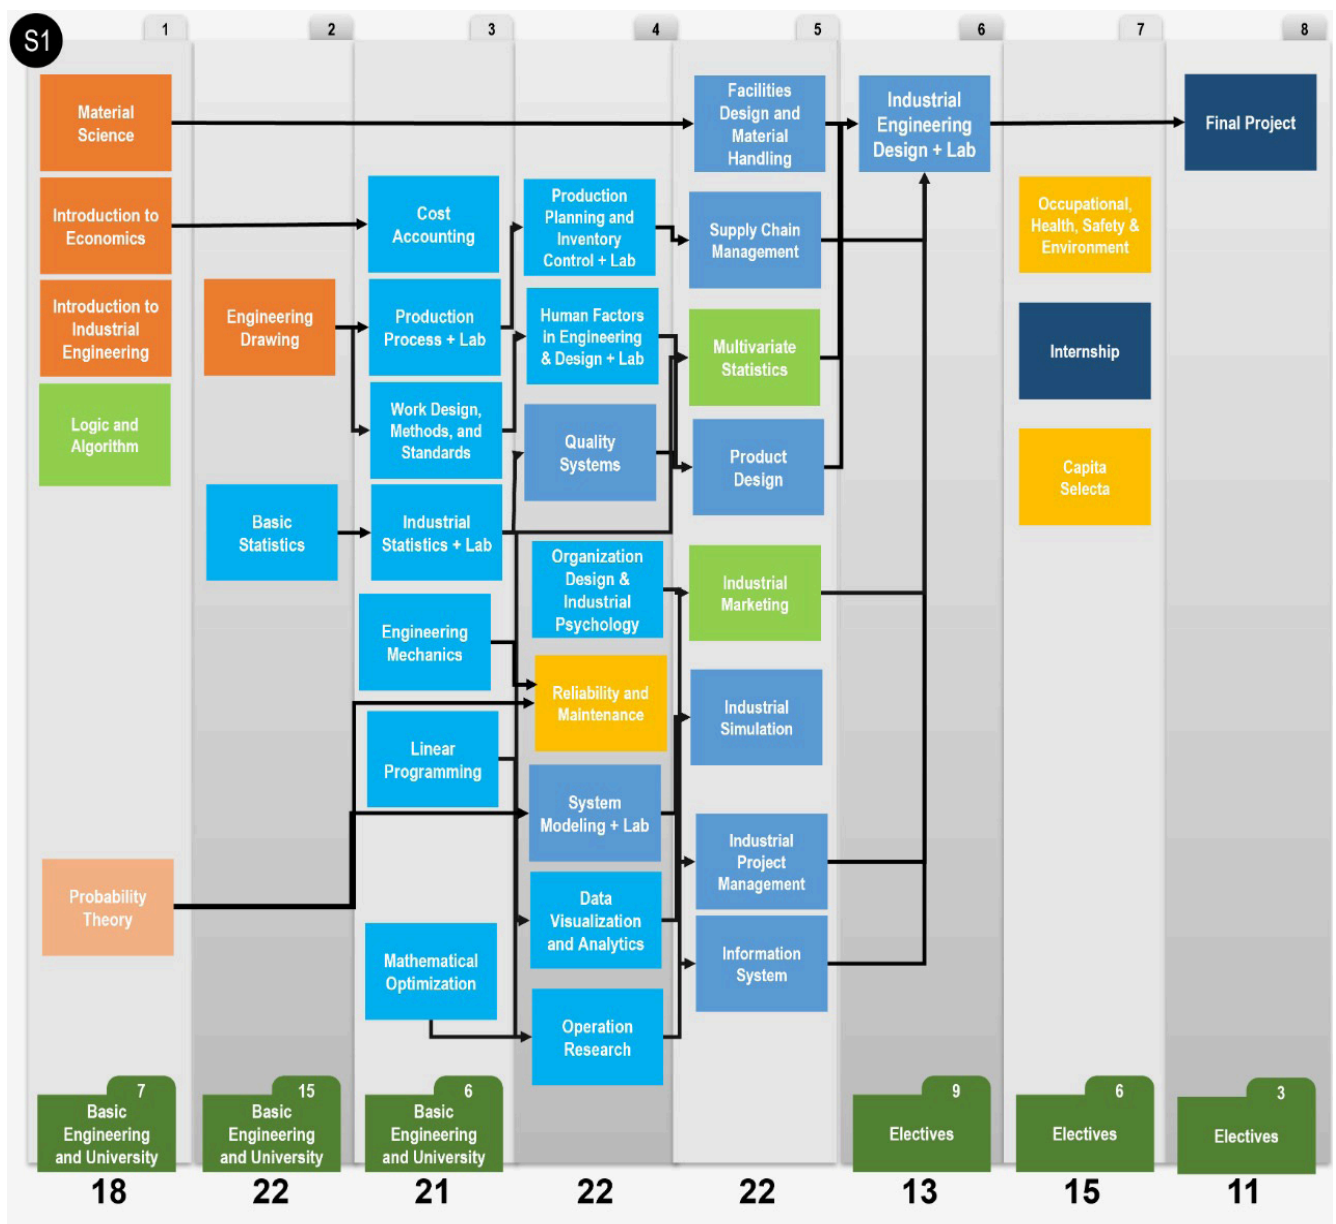 S1
1
2
3
4
5
6
7
8
Material
Science
Introduction to
Economics
Introduction to
Industrial
Engineering
Logic and
Algorithm
Probability
Theory
7
Basic
Engineering
and University
18
Engineering
Drawing
Basic
Statistics
15
Basic
Engineering
and University
22
Cost
Accounting
Production
Process + Lab
Work Design,
Methods, and
Standards
Industrial
Statistics + Lab
Engineering
Mechanics
Linear
Programming
Mathematical
Optimization
6
Basic
Engineering
and University
21
Production
Planning and
Inventory
Control + Lab
Human Factors
in Engineering
& Design + Lab
Quality
Systems
Organization
Design &
Industrial
Psychology
Reliability and
Maintenance
System
Modeling + Lab
Data
Visualization
and Analytics
Operation
Research
22
Facilities
Design and
Material
Handling
Supply Chain
Management
Multivariate
Statistics
Product
Design
Industrial
Marketing
Industrial
Simulation
Industrial
Project
Management
Information
System
22
Industrial
Engineering
Design + Lab
9
Electives
13
Occupational,
Health, Safety &
Environment
Internship
Capita
Selecta
6
Electives
15
Final Project
3
Electives
11